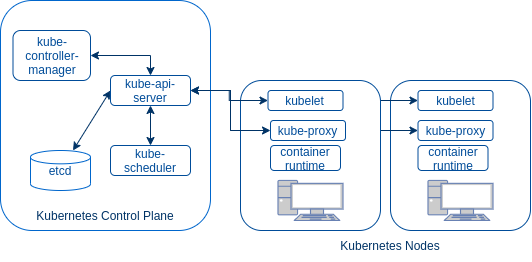 kube-
controller-
manager
kube-api-
server
etcd
kube-
scheduler
Kubernetes Control Plane
kubelet
kube-proxy
container
runtime
kubelet
kube-proxy
container
runtime
Kubernetes Nodes